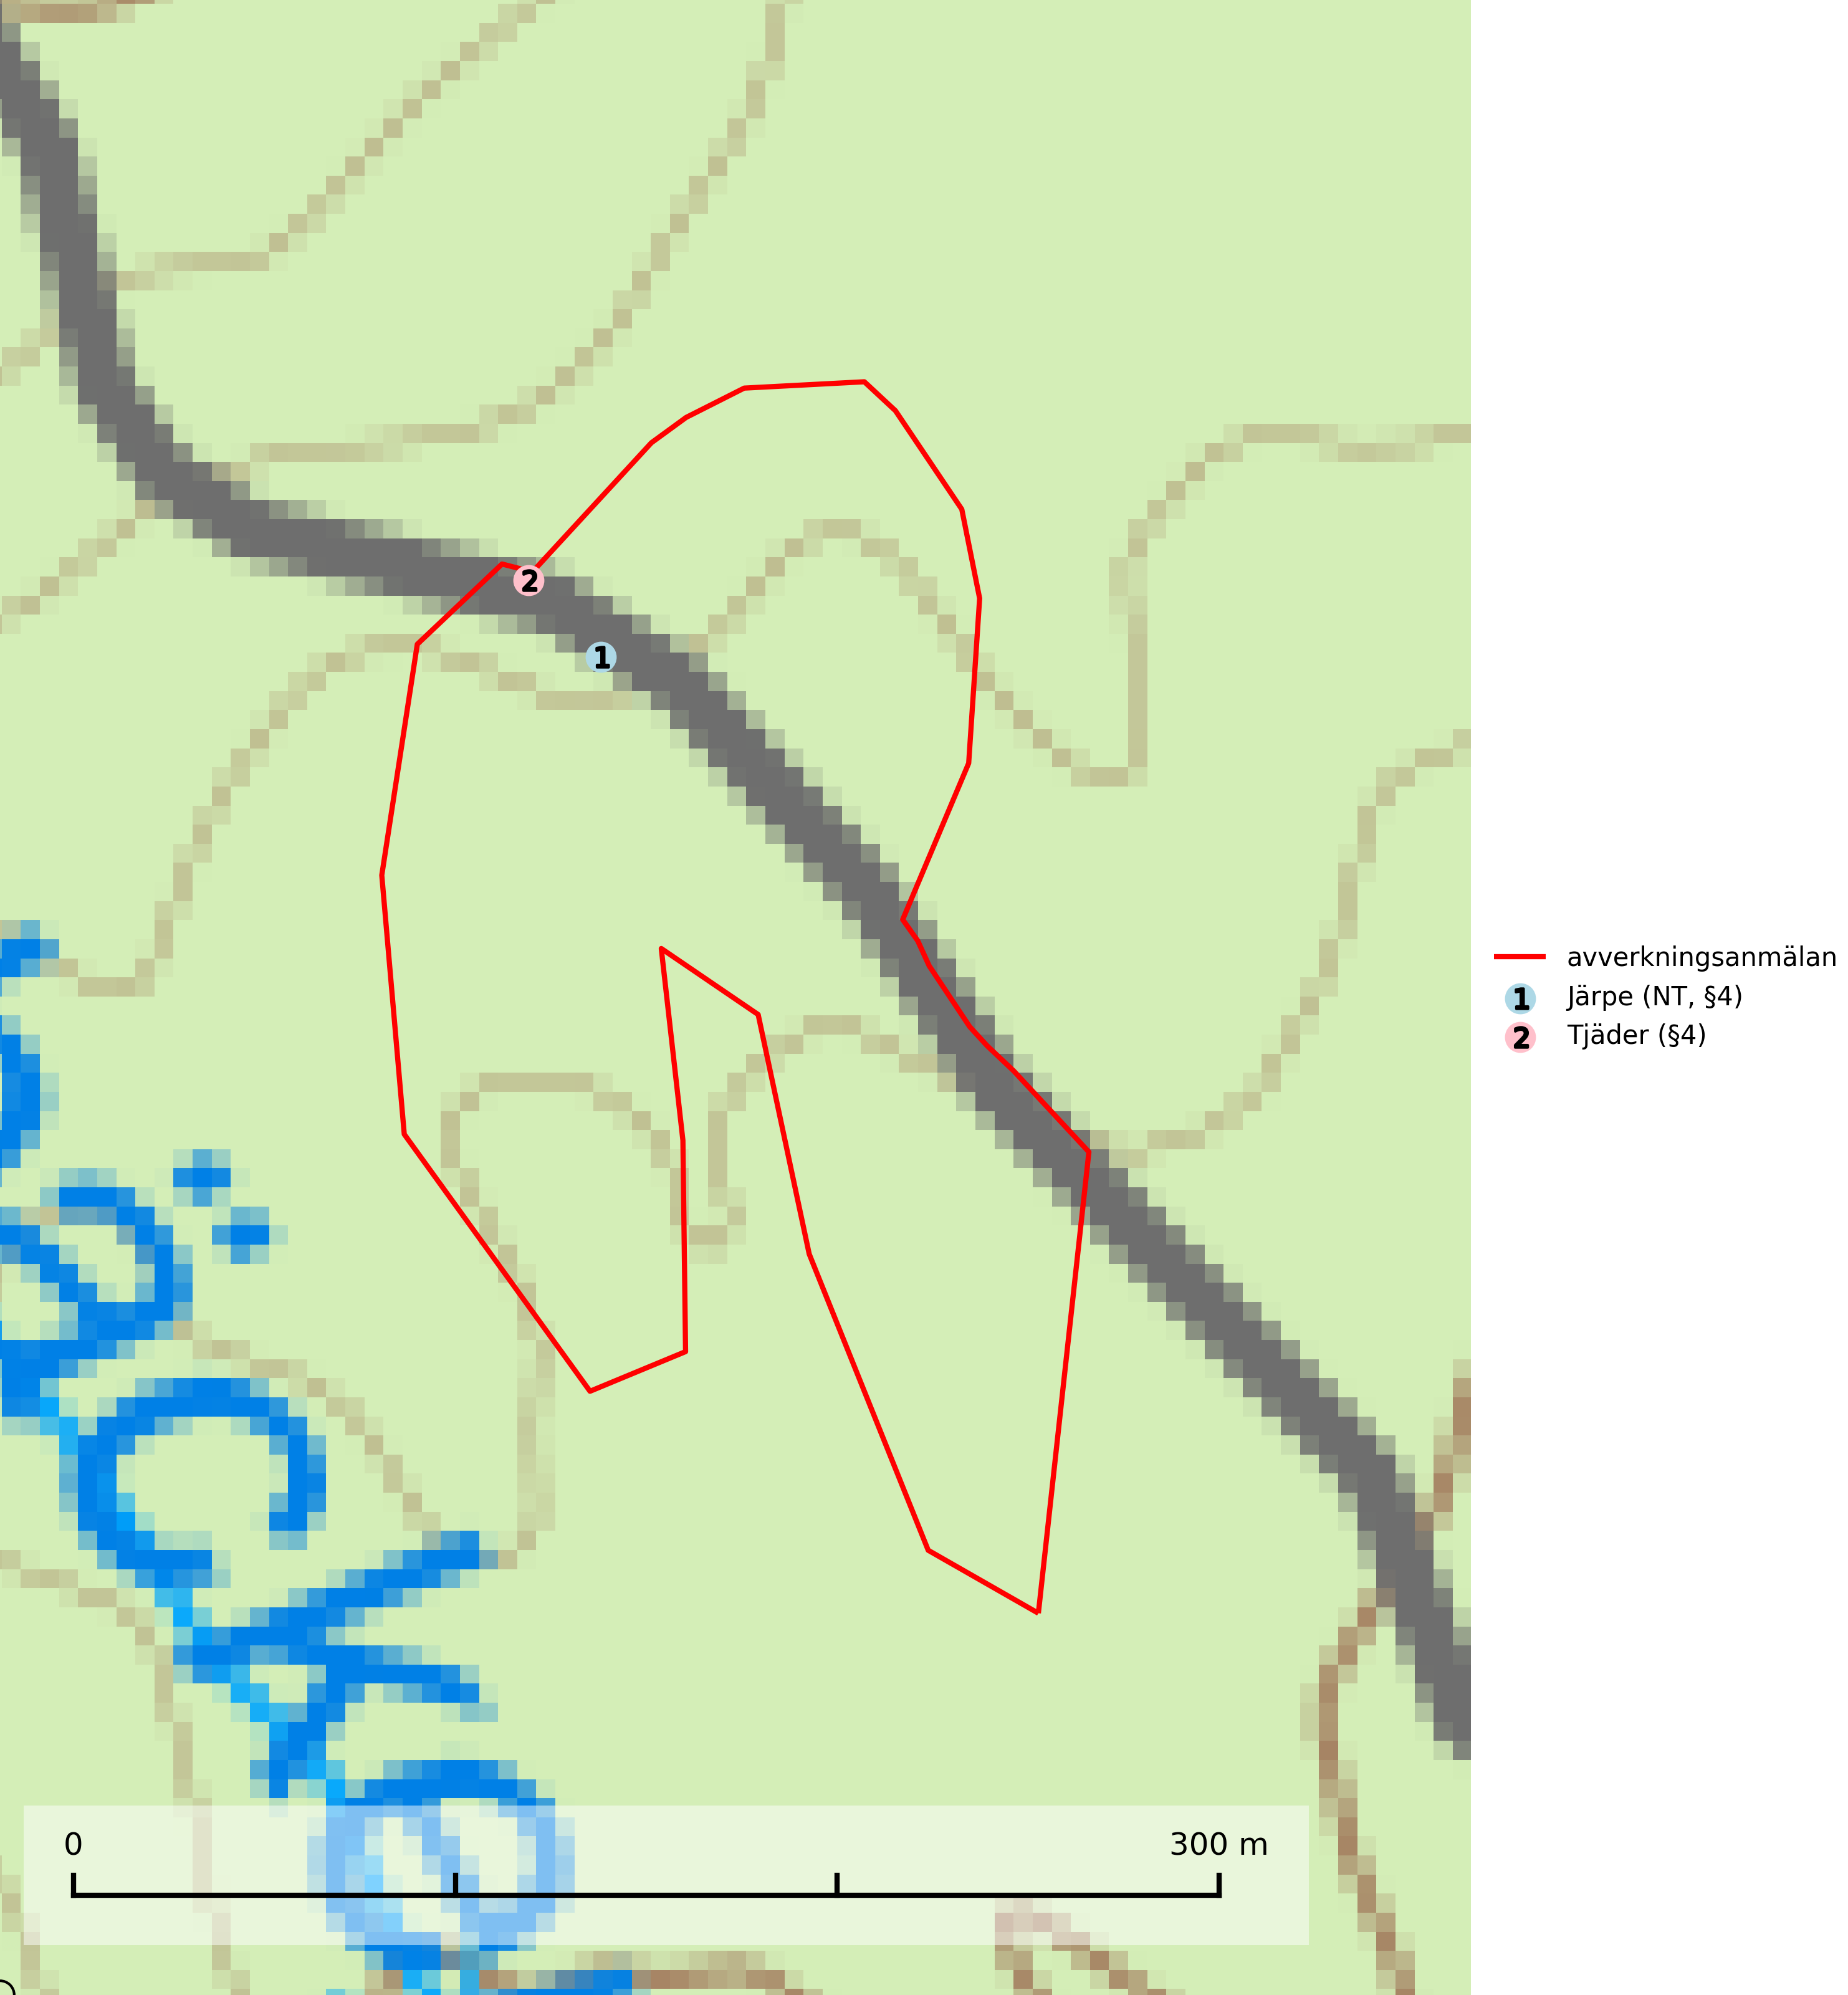 2
1
avverkningsanmälan
1 Järpe (NT, §4)
2 Tjäder (§4)
0 300 m